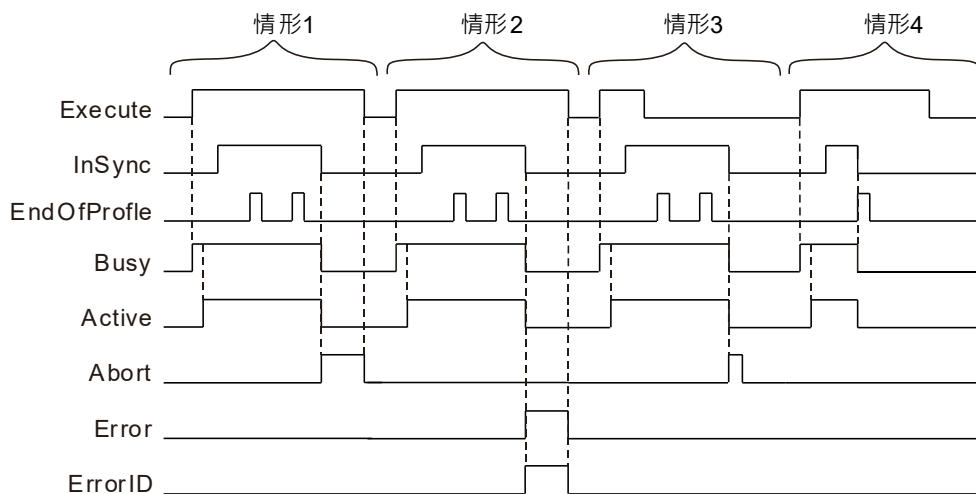 情形1 情形2 情形3 情形4
Execute
InSync
EndOfProfle
Busy
Active
Abort
Error
ErrorID